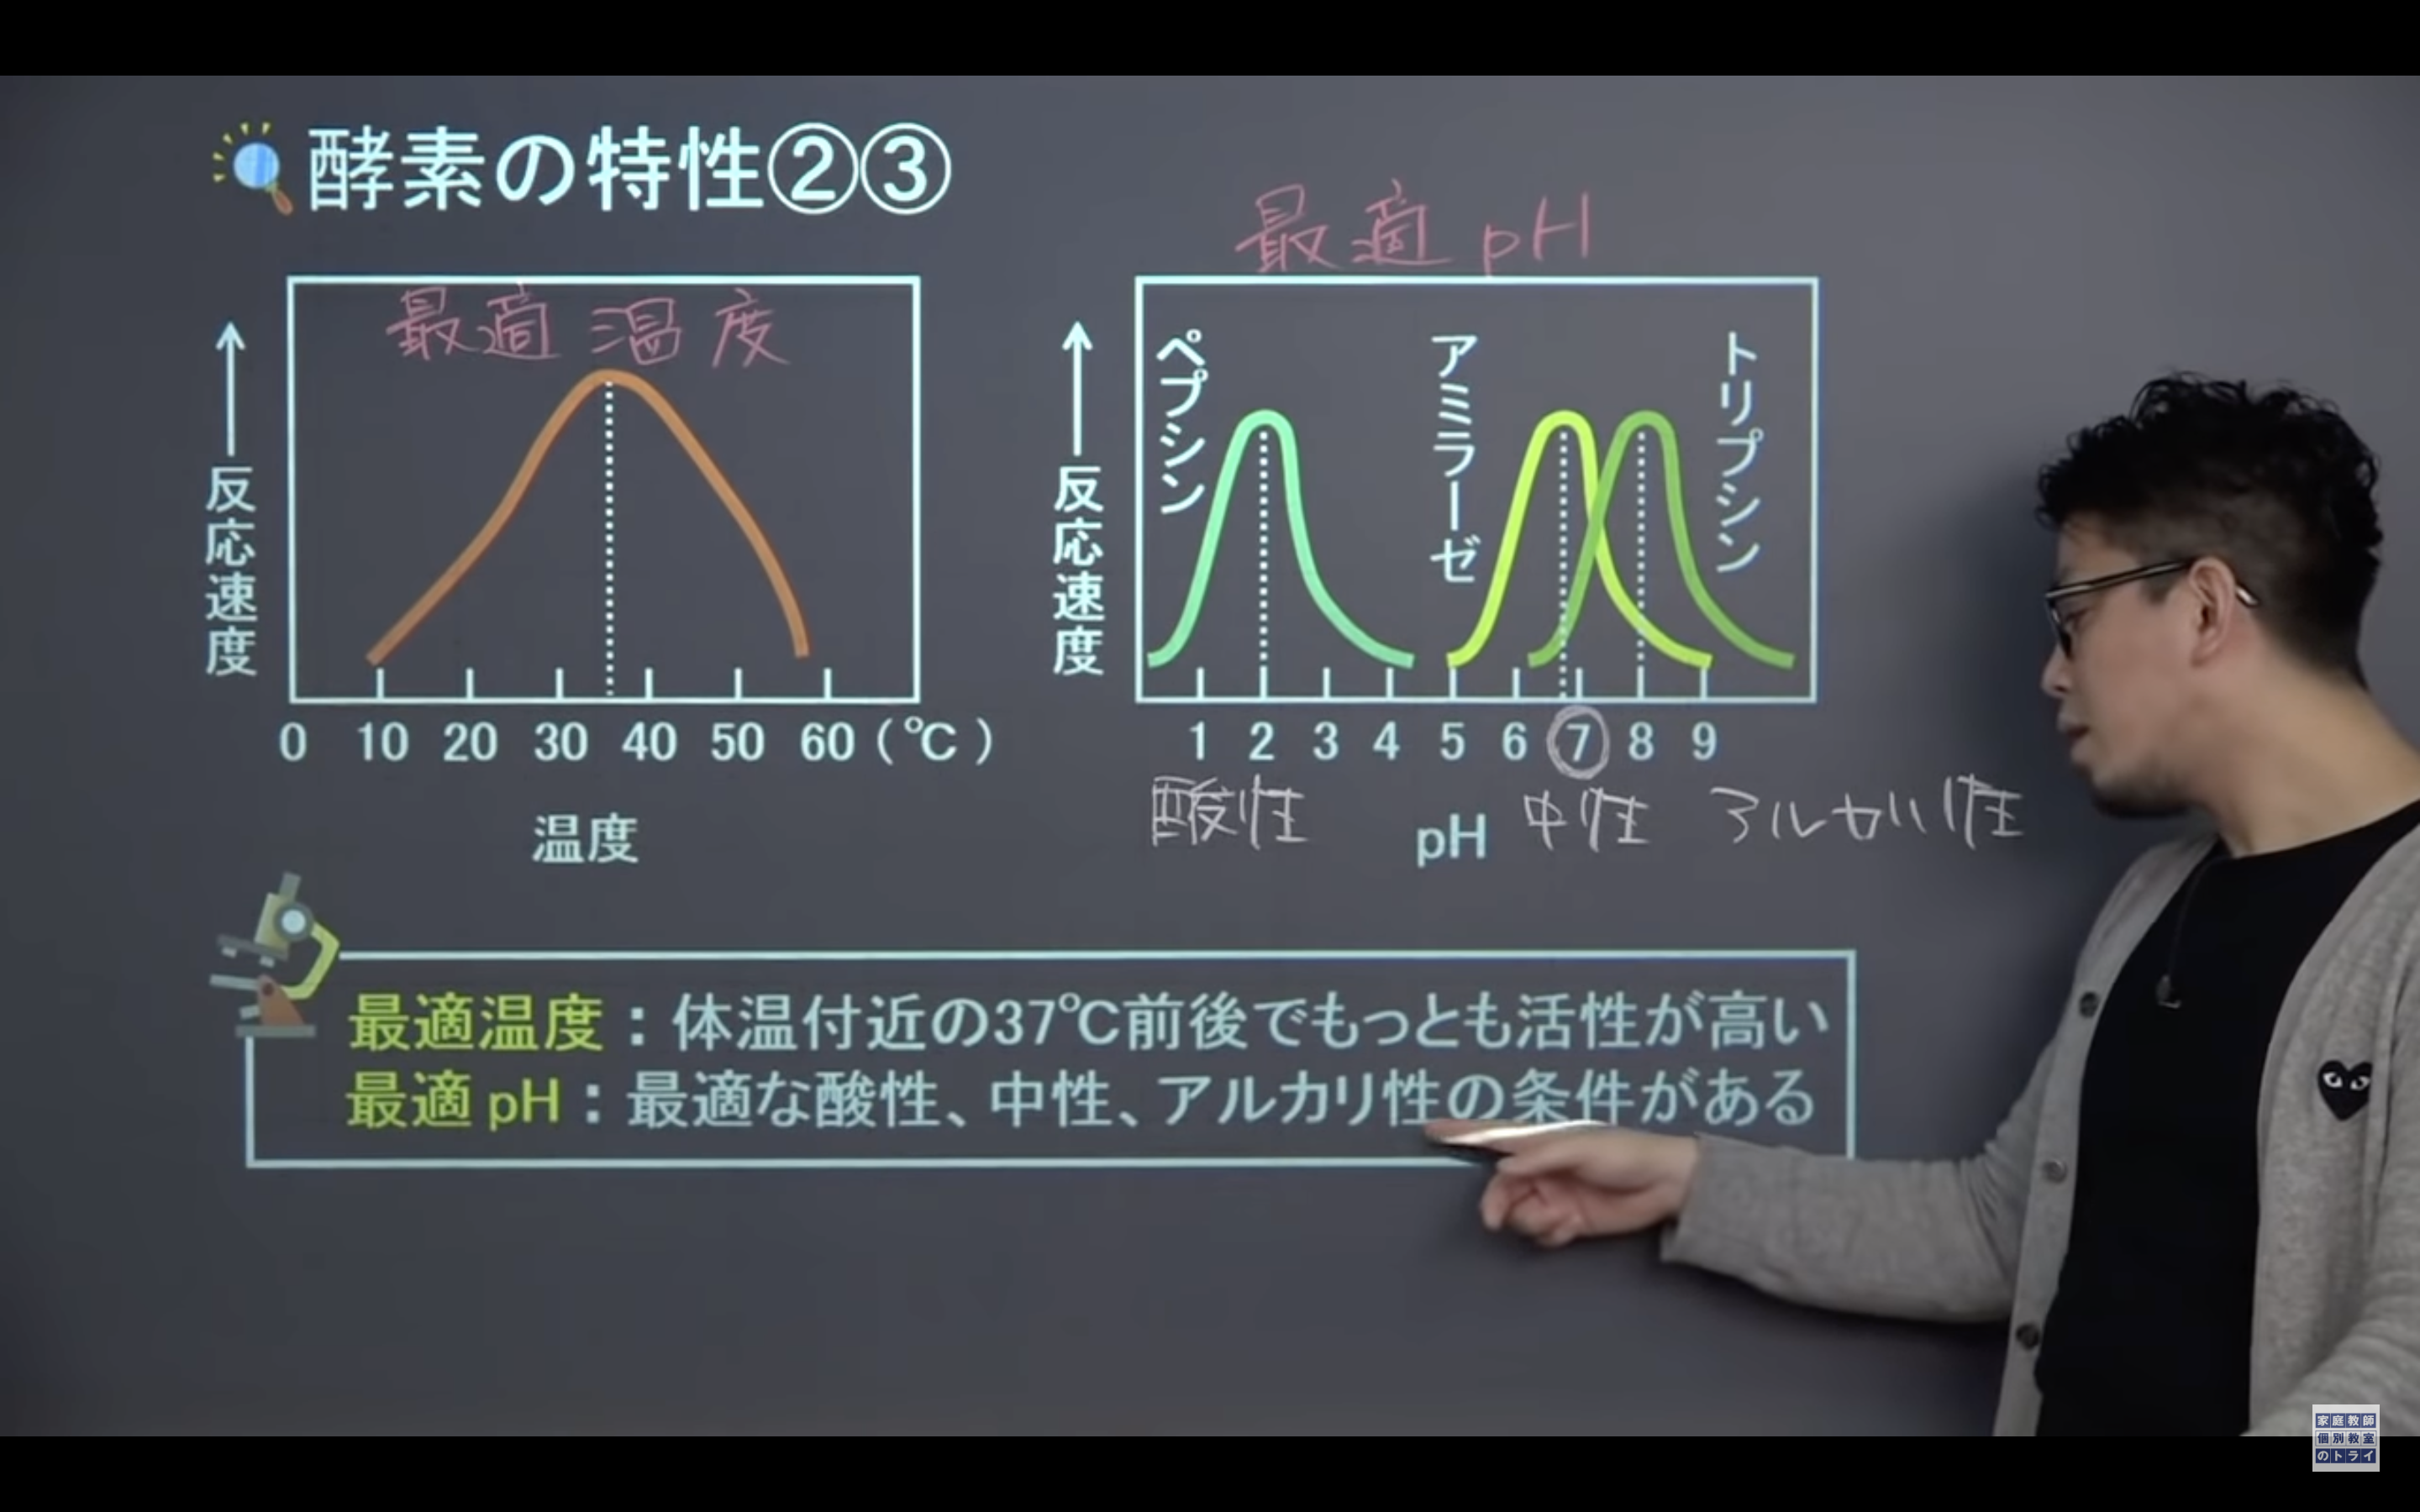 酵素の特性②③
最適温度
反応速度
0 10 20 30 40 50 60 (℃)
温度
最適 pH
反応速度
ペプシン
アミラーゼ
トリプシン
1 2 3 4 5 6 7 8 9
酸性
pH
中性
アルカリ性
最適温度：体温付近の37℃前後でもっとも活性が高い
最適 pH：最適な酸性、中性、アルカリ性の条件がある
家庭教師
個別教室
のトライ